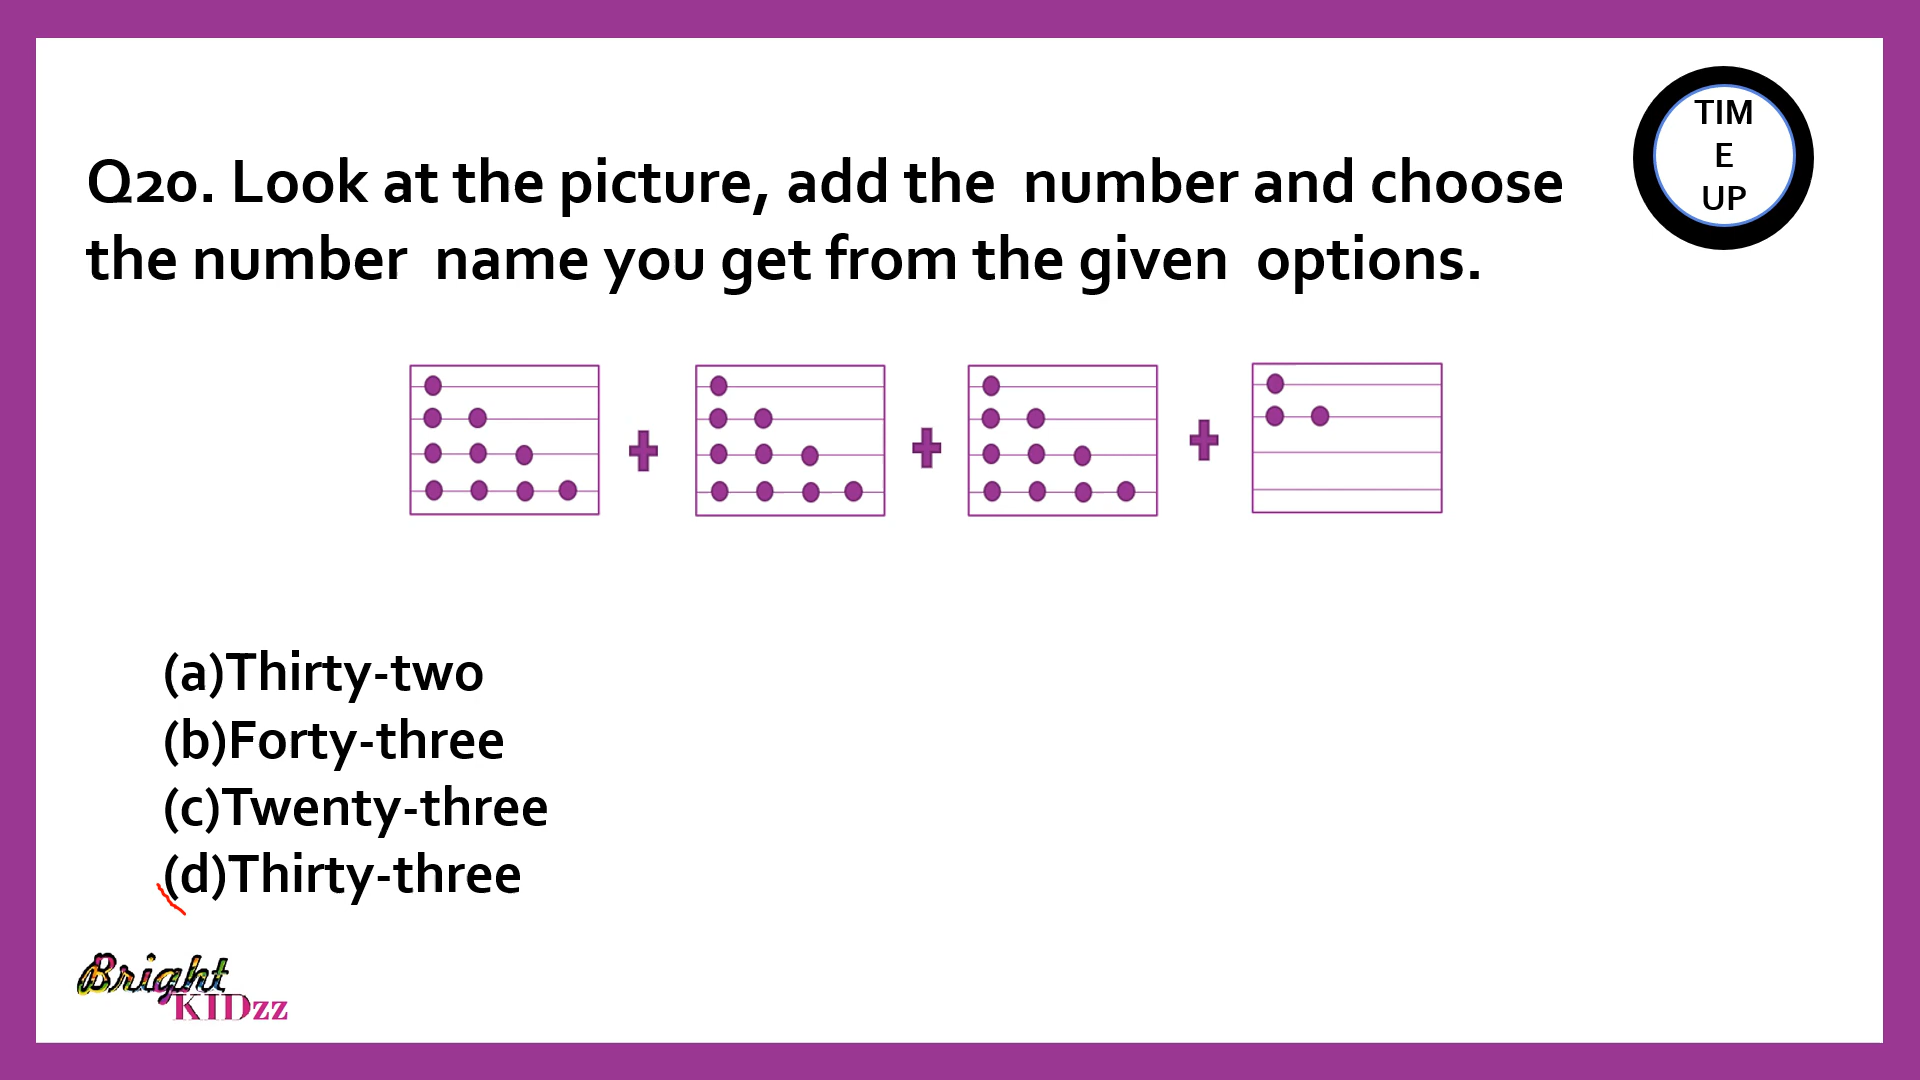 TIM
E
UP
Q20. Look at the picture, add the number and choose
the number name you get from the given options.
(a)Thirty-two
(b)Forty-three
(c)Twenty-three
(d)Thirty-three
Bright
KIDzz